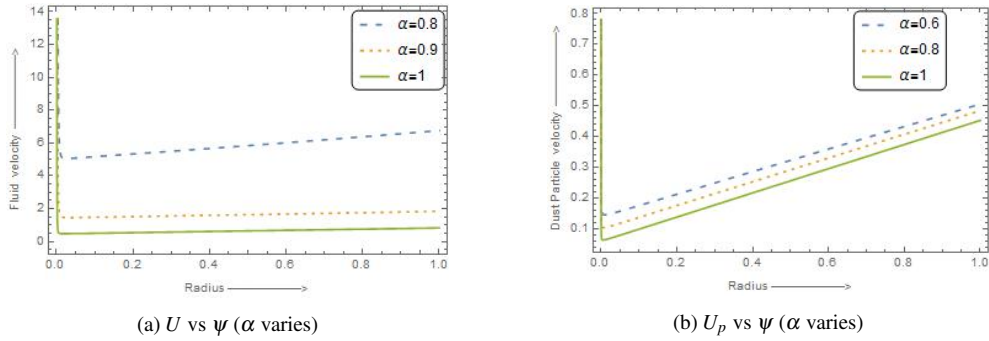 14
12
10
8
6
4
2
0
Fluid velocity
0.0 0.2 0.4 0.6 0.8 1.0
Radius
α=0.8
α=0.9
α=1
(a) U vs ψ (α varies)
0.8
0.7
0.6
0.5
0.4
0.3
0.2
0.1
Dust Particle velocity
0.0 0.2 0.4 0.6 0.8 1.0
Radius
α=0.6
α=0.8
α=1
(b) Uₚ vs ψ (α varies)